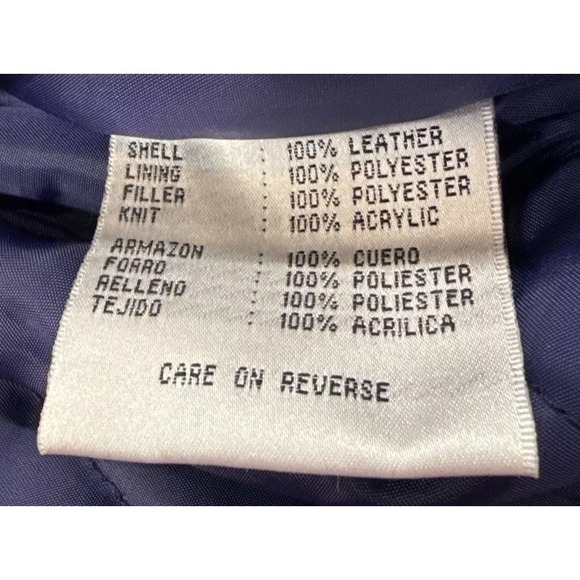 SHELL : 100% LEATHER
LINING : 100% POLYESTER
FILLER : 100% POLYESTER
KNIT : 100% ACRYLIC
ARMAZON : 100% CUERO
FORRO : 100% POLIESTER
RELLENO : 100% POLIESTER
TEJIDO : 100% ACRILICA
CARE ON REVERSE